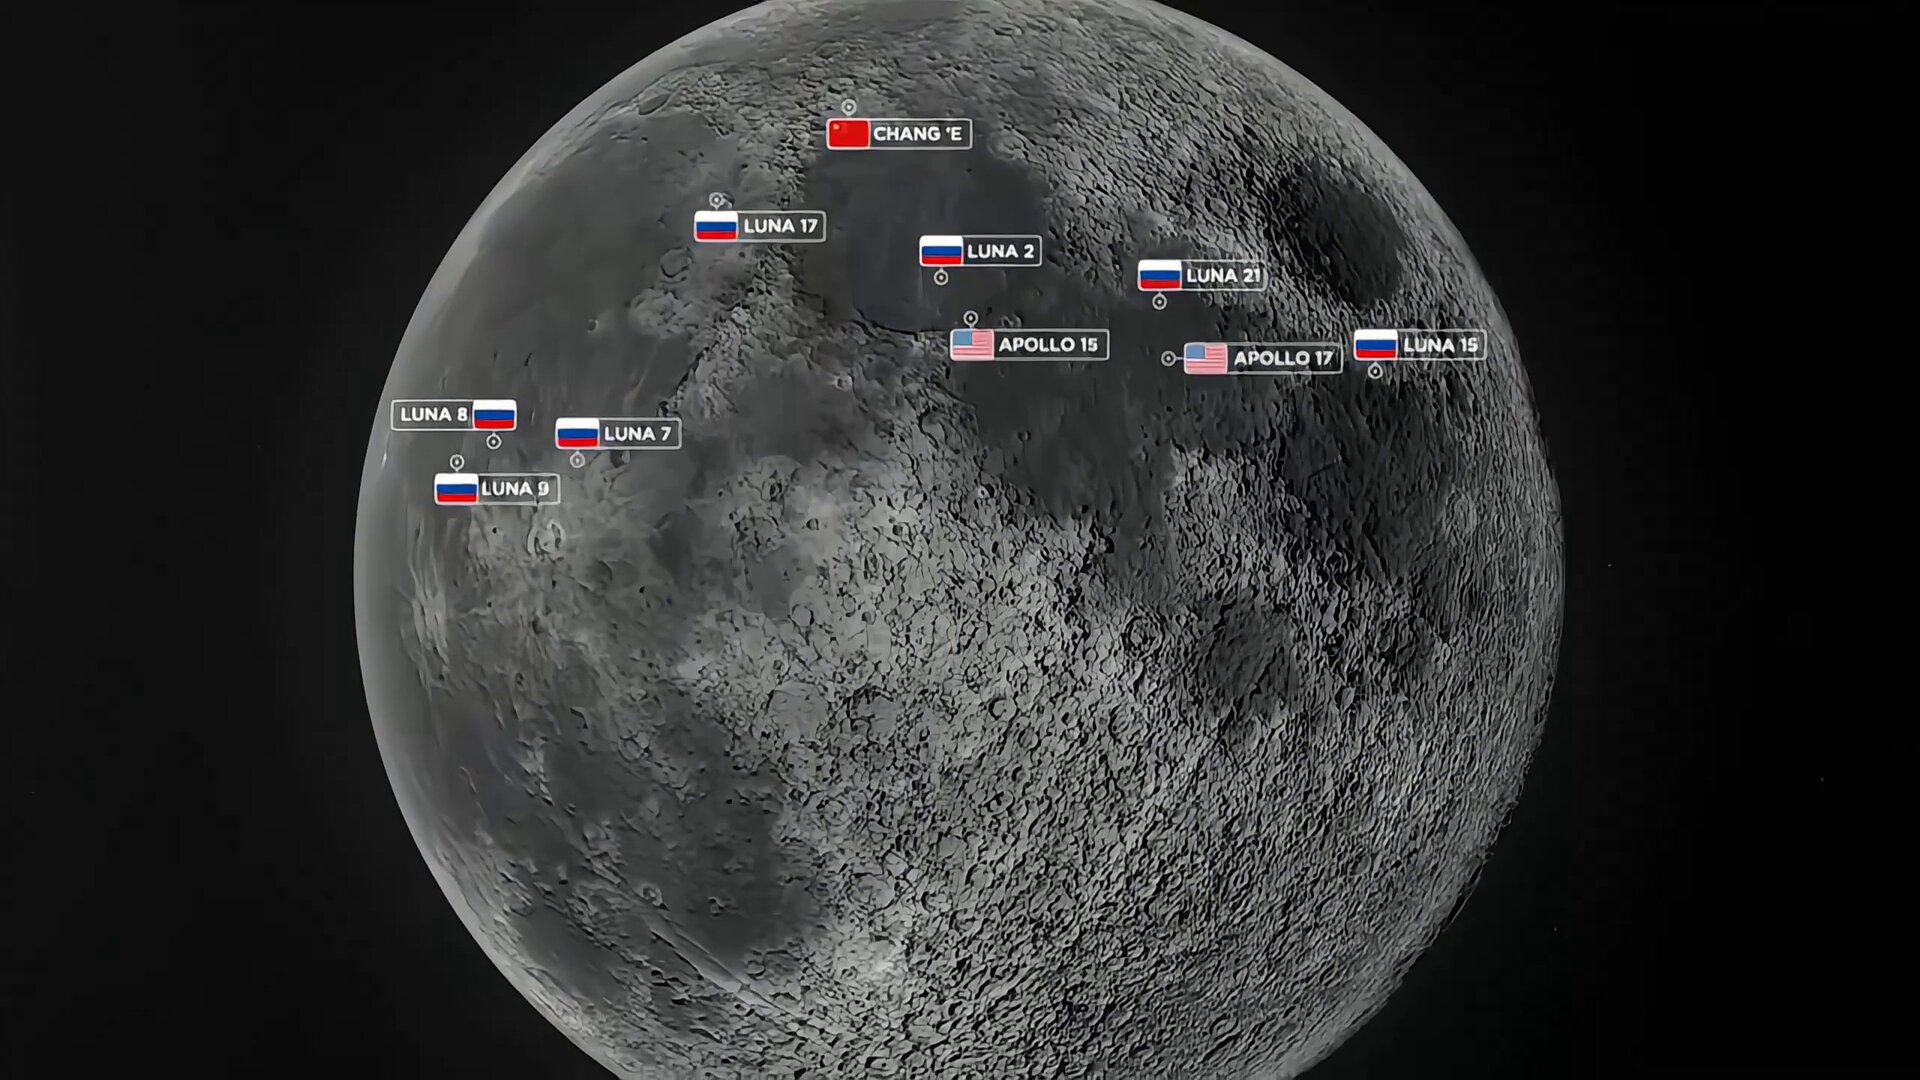 CHANG 'E
LUNA 17
LUNA 2
LUNA 21
APOLLO 15
APOLLO 17
LUNA 15
LUNA 8
LUNA 7
LUNA 9